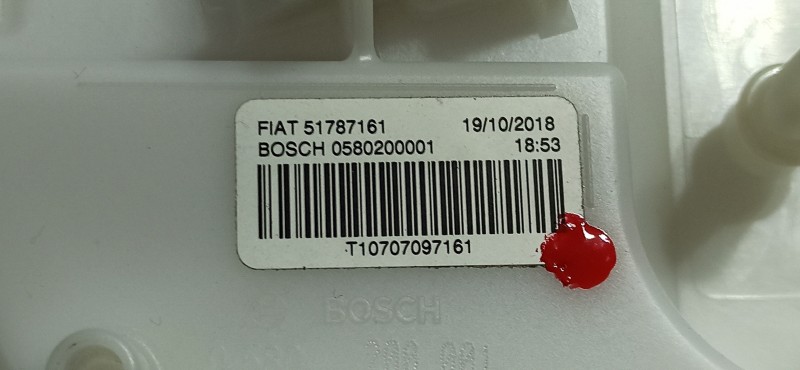 FIAT 51787161 19/10/2018
BOSCH 0580200001 18:53
T10707097161
BOSCH